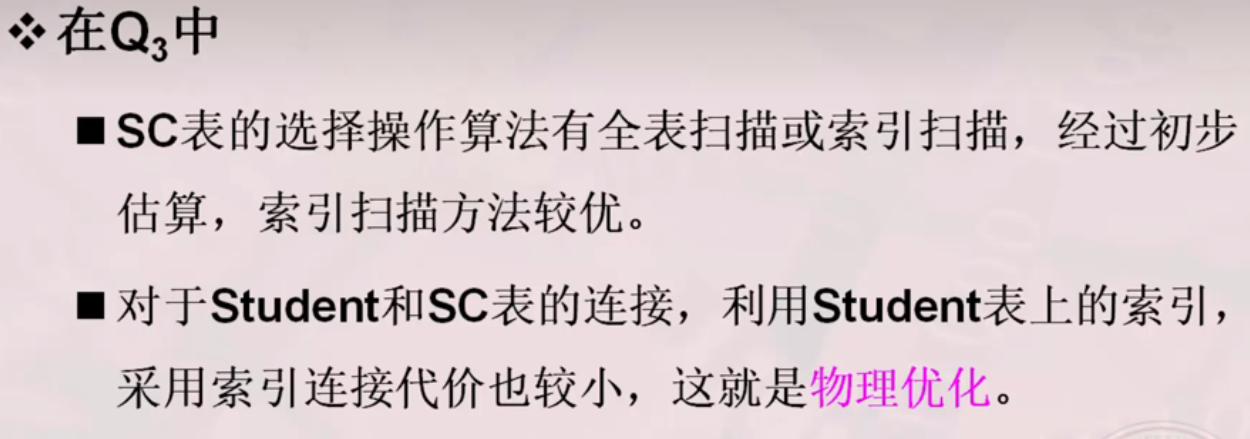 ❖在Q₃中
■SC表的选择操作算法有全表扫描或索引扫描，经过初步
估算，索引扫描方法较优。
■对于Student和SC表的连接，利用Student表上的索引，
采用索引连接代价也较小，这就是物理优化。